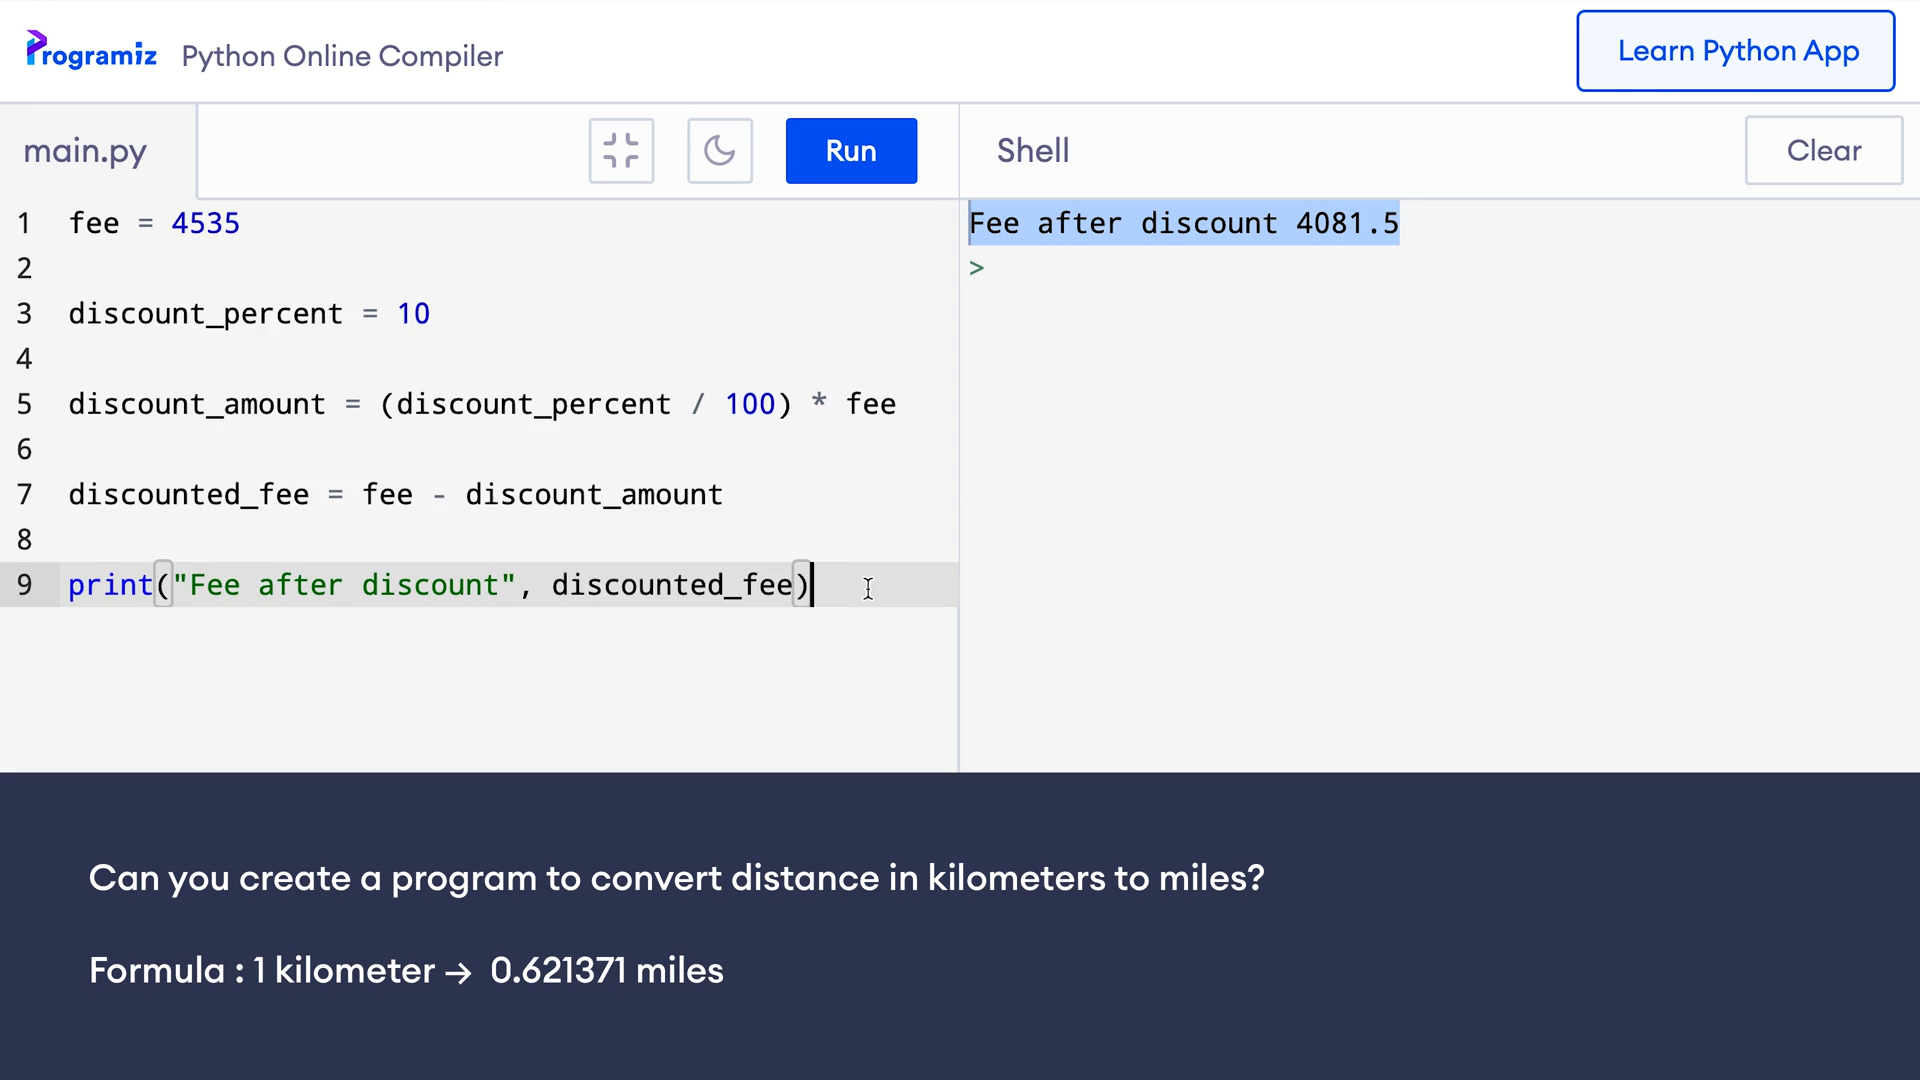 Programiz Python Online Compiler
Learn Python App
main.py
Run
Shell
Clear
1 fee = 4535
2
3 discount_percent = 10
4
5 discount_amount = (discount_percent / 100) * fee
6
7 discounted_fee = fee - discount_amount
8
9 print("Fee after discount", discounted_fee)
Fee after discount 4081.5
>
Can you create a program to convert distance in kilometers to miles?
Formula : 1 kilometer → 0.621371 miles